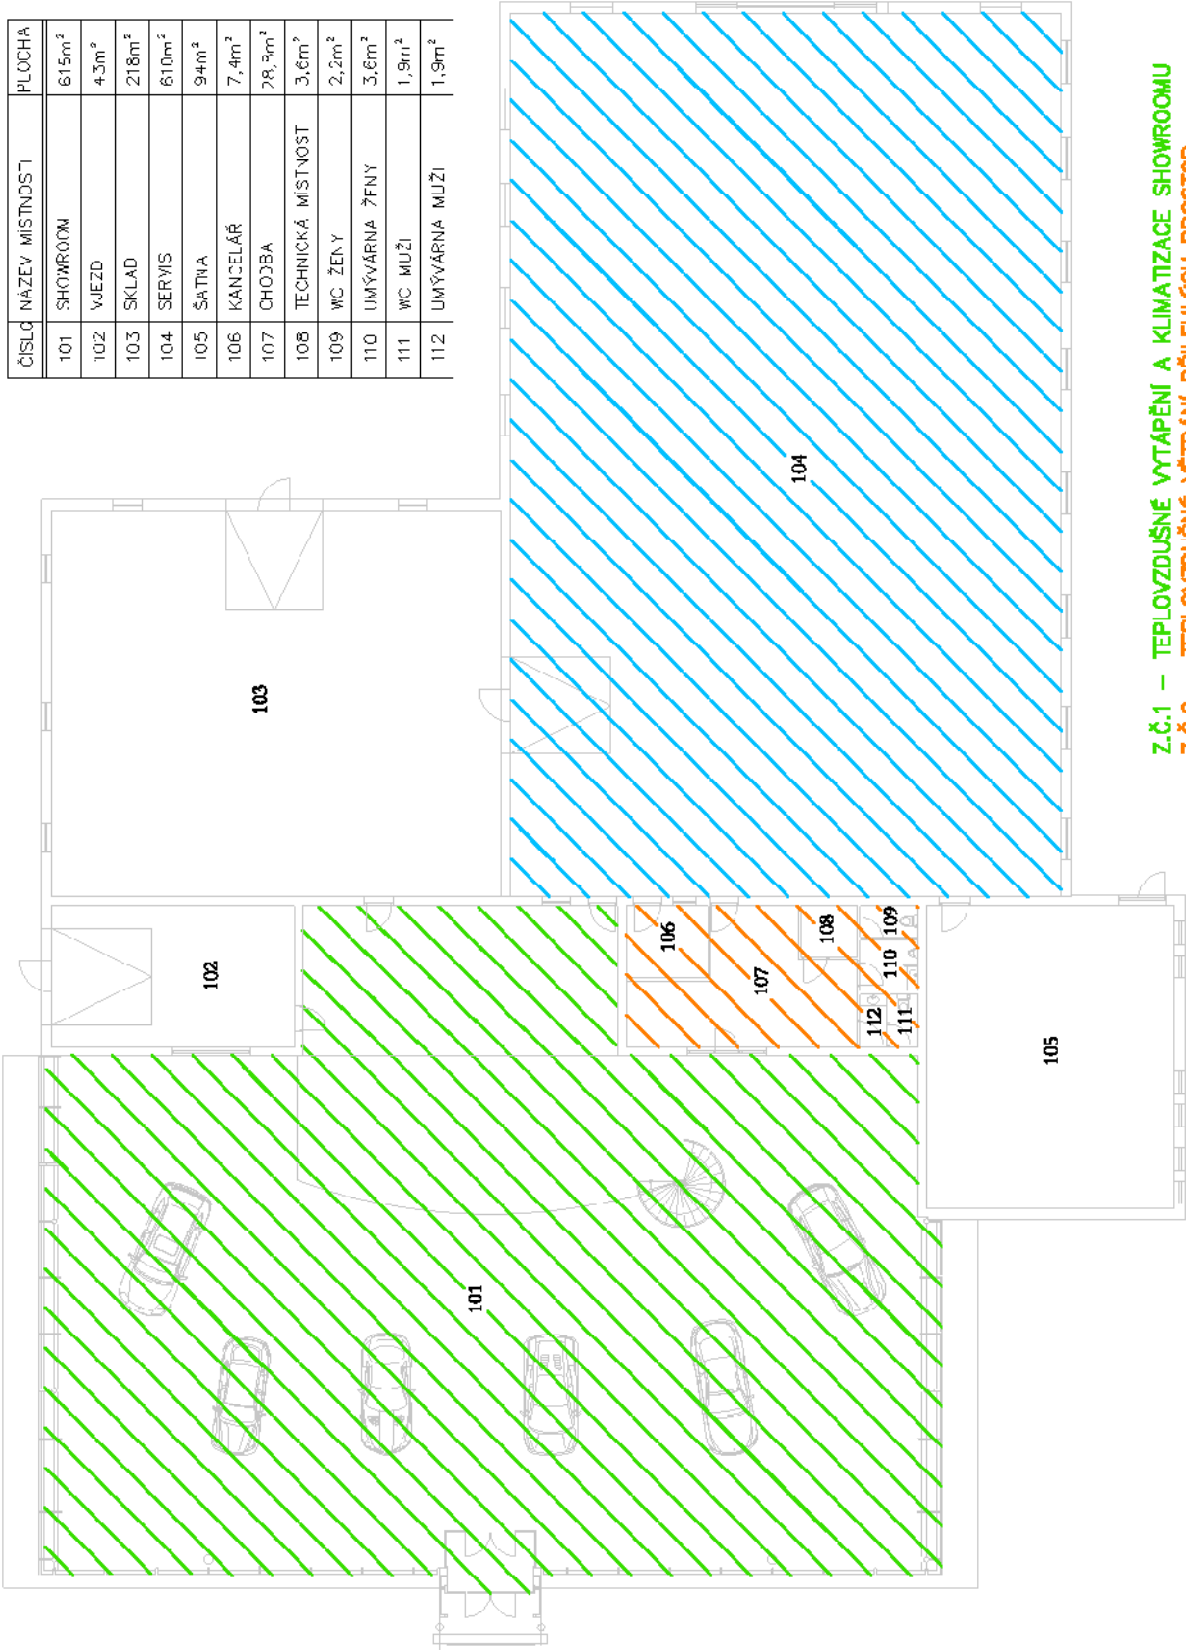 ČÍSLO NÁZEV MÍSTNOSTI PLOCHA
101 SHOWROOM 615m²
102 VJEZD 43m²
103 SKLAD 218m²
104 SERVIS 610m²
105 ŠATNA 94m²
106 KANCELÁŘ 7,4m²
107 CHODBA
108 TECHNICKÁ MÍSTNOST 3,6m²
109 WC ŽENY 2,2m²
110 UMÝVÁRNA ŽENY 3,6m²
111 WC MUŽI 1,9m²
112 UMÝVÁRNA MUŽI 1,9m²
103
104
102
106
107
108
109
110
112
111
105
101
Z.Č.1 – TEPLOVZDUŠNÉ VYTÁPĚNÍ A KLIMATIZACE SHOWROOMU